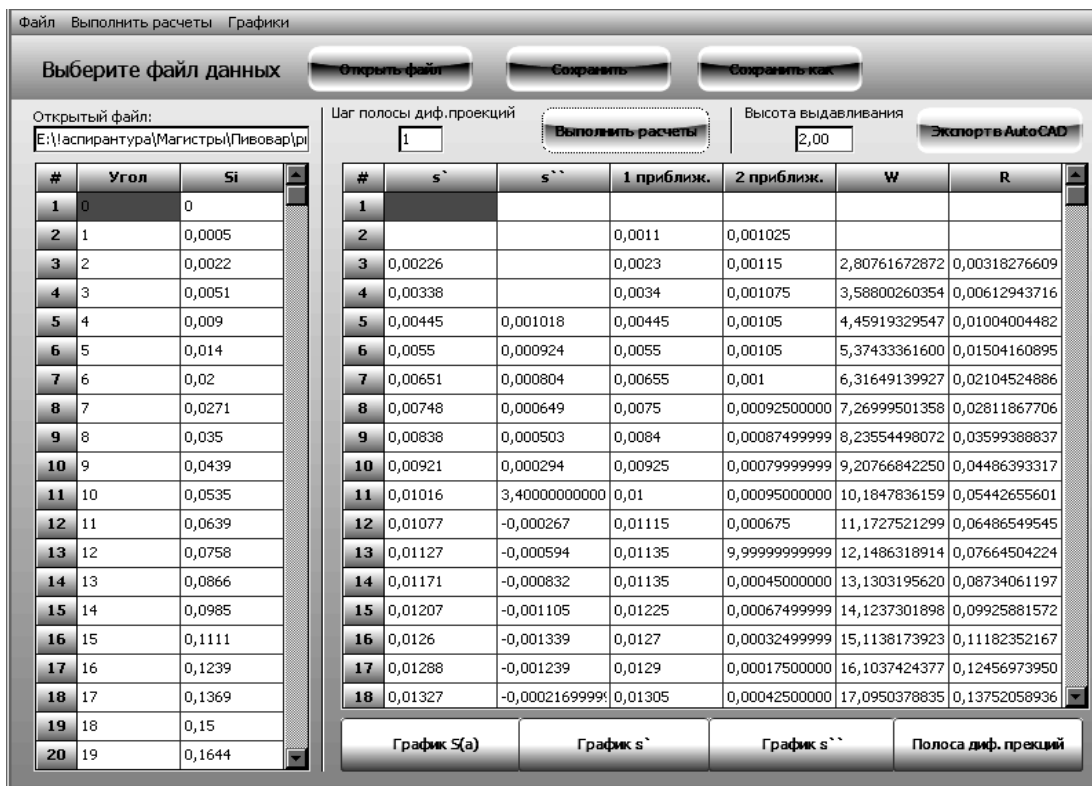 Файл Выполнить расчеты Графики
Выберите файл данных Открыть файл Сохранить Сохранить как
Открытый файл: Шаг полосы диф.проекций Высота выдавливания
E:\!аспирантура\Магистры\Пивовар\ 1 Выполнить расчеты 2,00 Экспорт в AutoCAD
# Угол Si # s` s`` 1 приближ. 2 приближ. W R
1 0 0 1
2 1 0,0005 2 0,0011 0,001025
3 2 0,0022 3 0,00226 0,0023 0,00115 2,80761672872 0,00318276609
4 3 0,0051 4 0,00338 0,0034 0,001075 3,58800260354 0,00612943716
5 4 0,009 5 0,00445 0,001018 0,00445 0,00105 4,45919329547 0,01004004482
6 5 0,014 6 0,0055 0,000924 0,0055 0,00105 5,37433361600 0,01504160895
7 6 0,02 7 0,00651 0,000804 0,00655 0,001 6,31649139927 0,02104524886
8 7 0,0271 8 0,00748 0,000649 0,0075 0,00092500000 7,26999501358 0,02811867706
9 8 0,035 9 0,00838 0,000503 0,0084 0,00087499999 8,23554498072 0,03599388837
10 9 0,0439 10 0,00921 0,000294 0,00925 0,00079999999 9,20766842250 0,04486393317
11 10 0,0535 11 0,01016 3,40000000000 0,01 0,00095000000 10,1847836159 0,05442655601
12 11 0,0639 12 0,01077 -0,000267 0,01115 0,000675 11,1727521299 0,06486549545
13 12 0,0758 13 0,01127 -0,000594 0,01135 9,99999999999 12,1486318914 0,07664504224
14 13 0,0866 14 0,01171 -0,000832 0,01135 0,00045000000 13,1303195620 0,08734061197
15 14 0,0985 15 0,01207 -0,001105 0,01225 0,00067499999 14,1237301898 0,09925881572
16 15 0,1111 16 0,0126 -0,001339 0,0127 0,00032499999 15,1138173923 0,11182352167
17 16 0,1239 17 0,01288 -0,001239 0,0129 0,00017500000 16,1037424377 0,12456973950
18 17 0,1369 18 0,01327 -0,00021699999 0,01305 0,00042500000 17,0950378835 0,13752058936
19 18 0,15
20 19 0,1644
График S(a) График s` График s`` Полоса диф. прекций